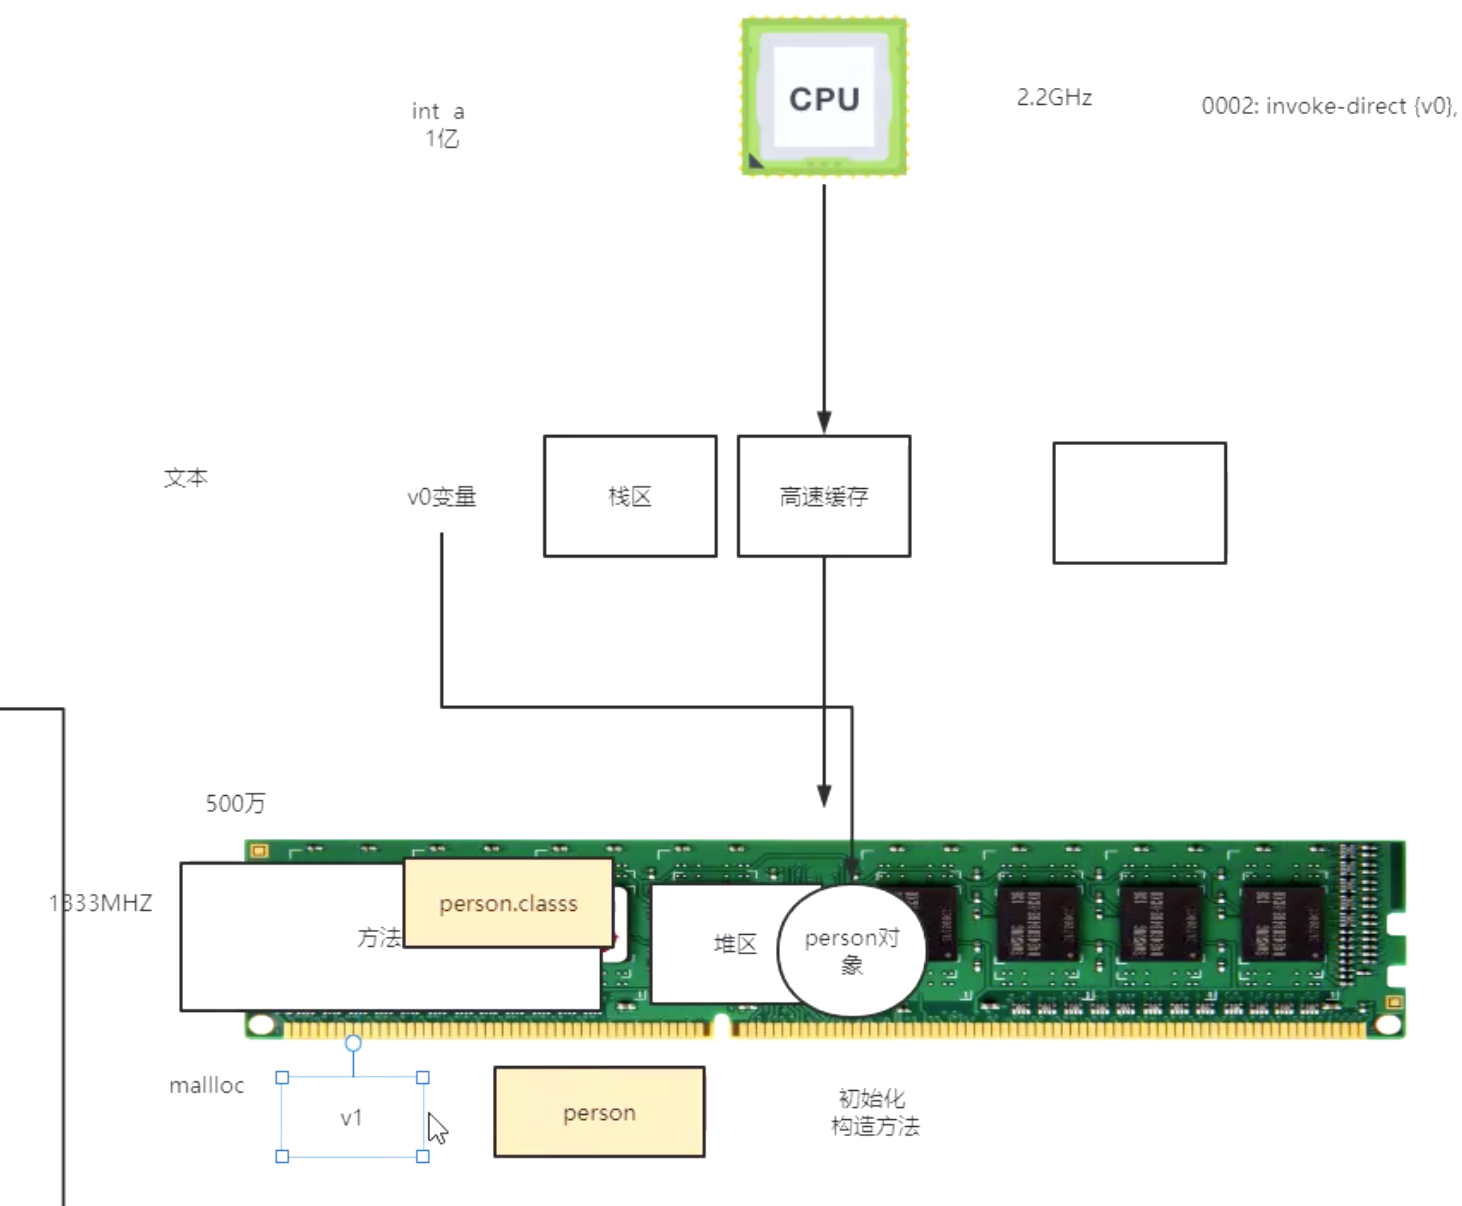 CPU
2.2GHz
0002: invoke-direct {v0},
int a
1亿
文本
v0变量
栈区
高速缓存
500万
1333MHZ
方法
person.classs
堆区
person对
象
mallloc
v1
person
初始化
构造方法